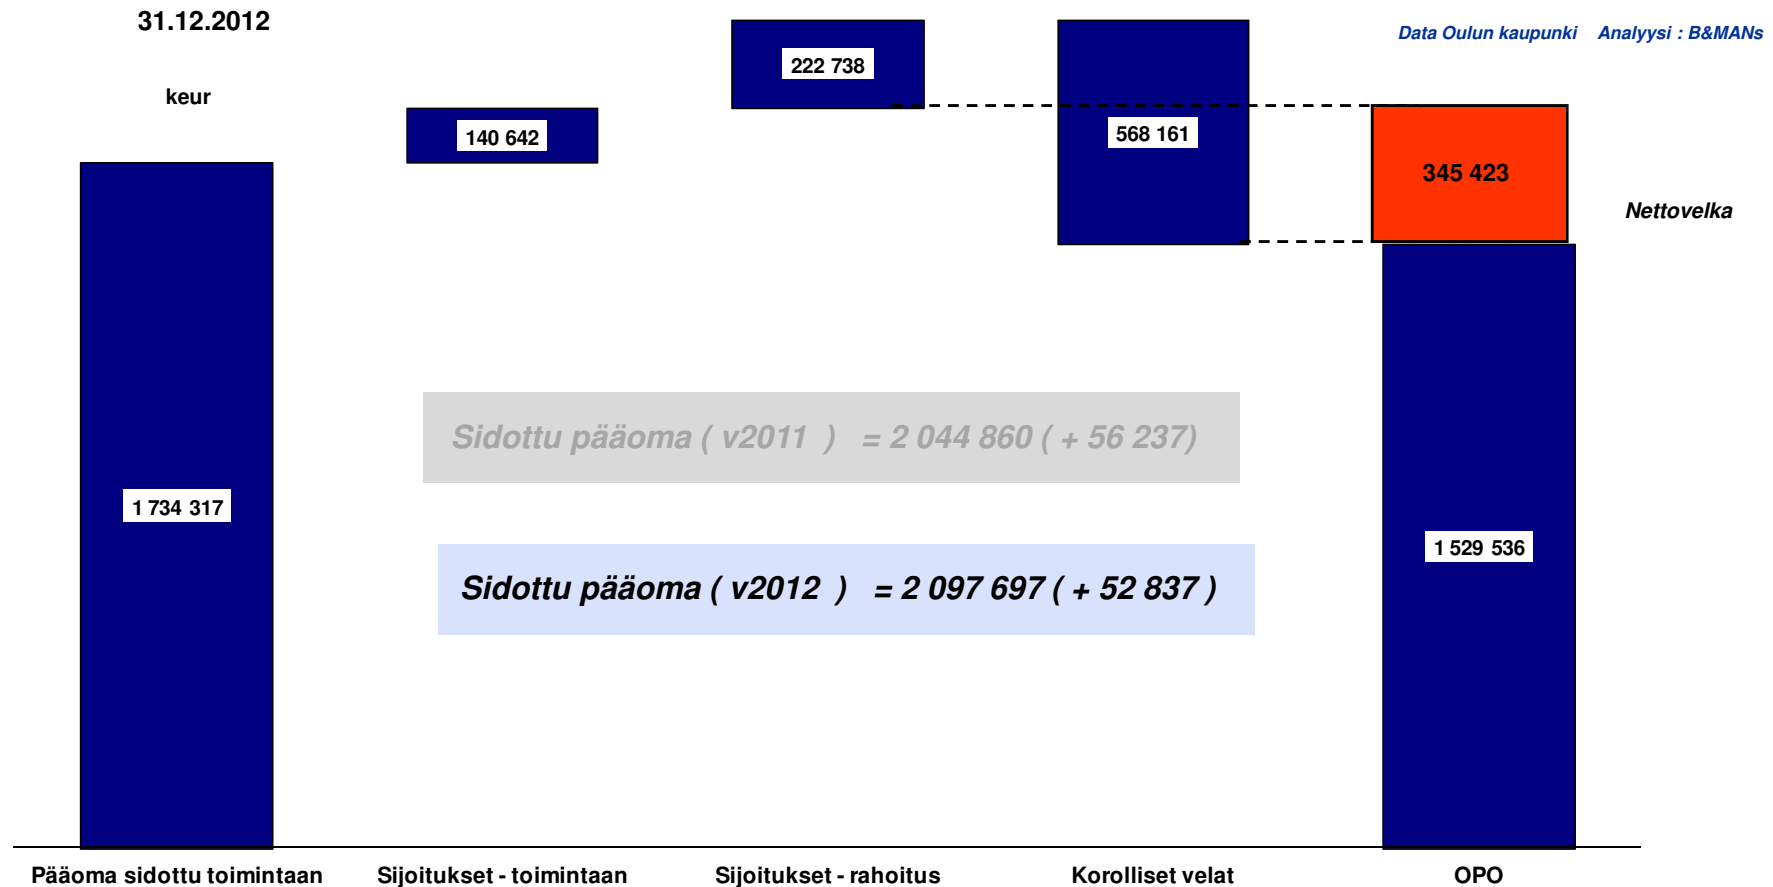 31.12.2012
Data Oulun kaupunki Analyysi : B&MANs
keur
222 738
140 642
568 161
345 423
Nettovelka
Sidottu pääoma ( v2011 ) = 2 044 860 ( + 56 237)
1 734 317
1 529 536
Sidottu pääoma ( v2012 ) = 2 097 697 ( + 52 837 )
Pääoma sidottu toimintaan Sijoitukset - toimintaan Sijoitukset - rahoitus Korolliset velat OPO